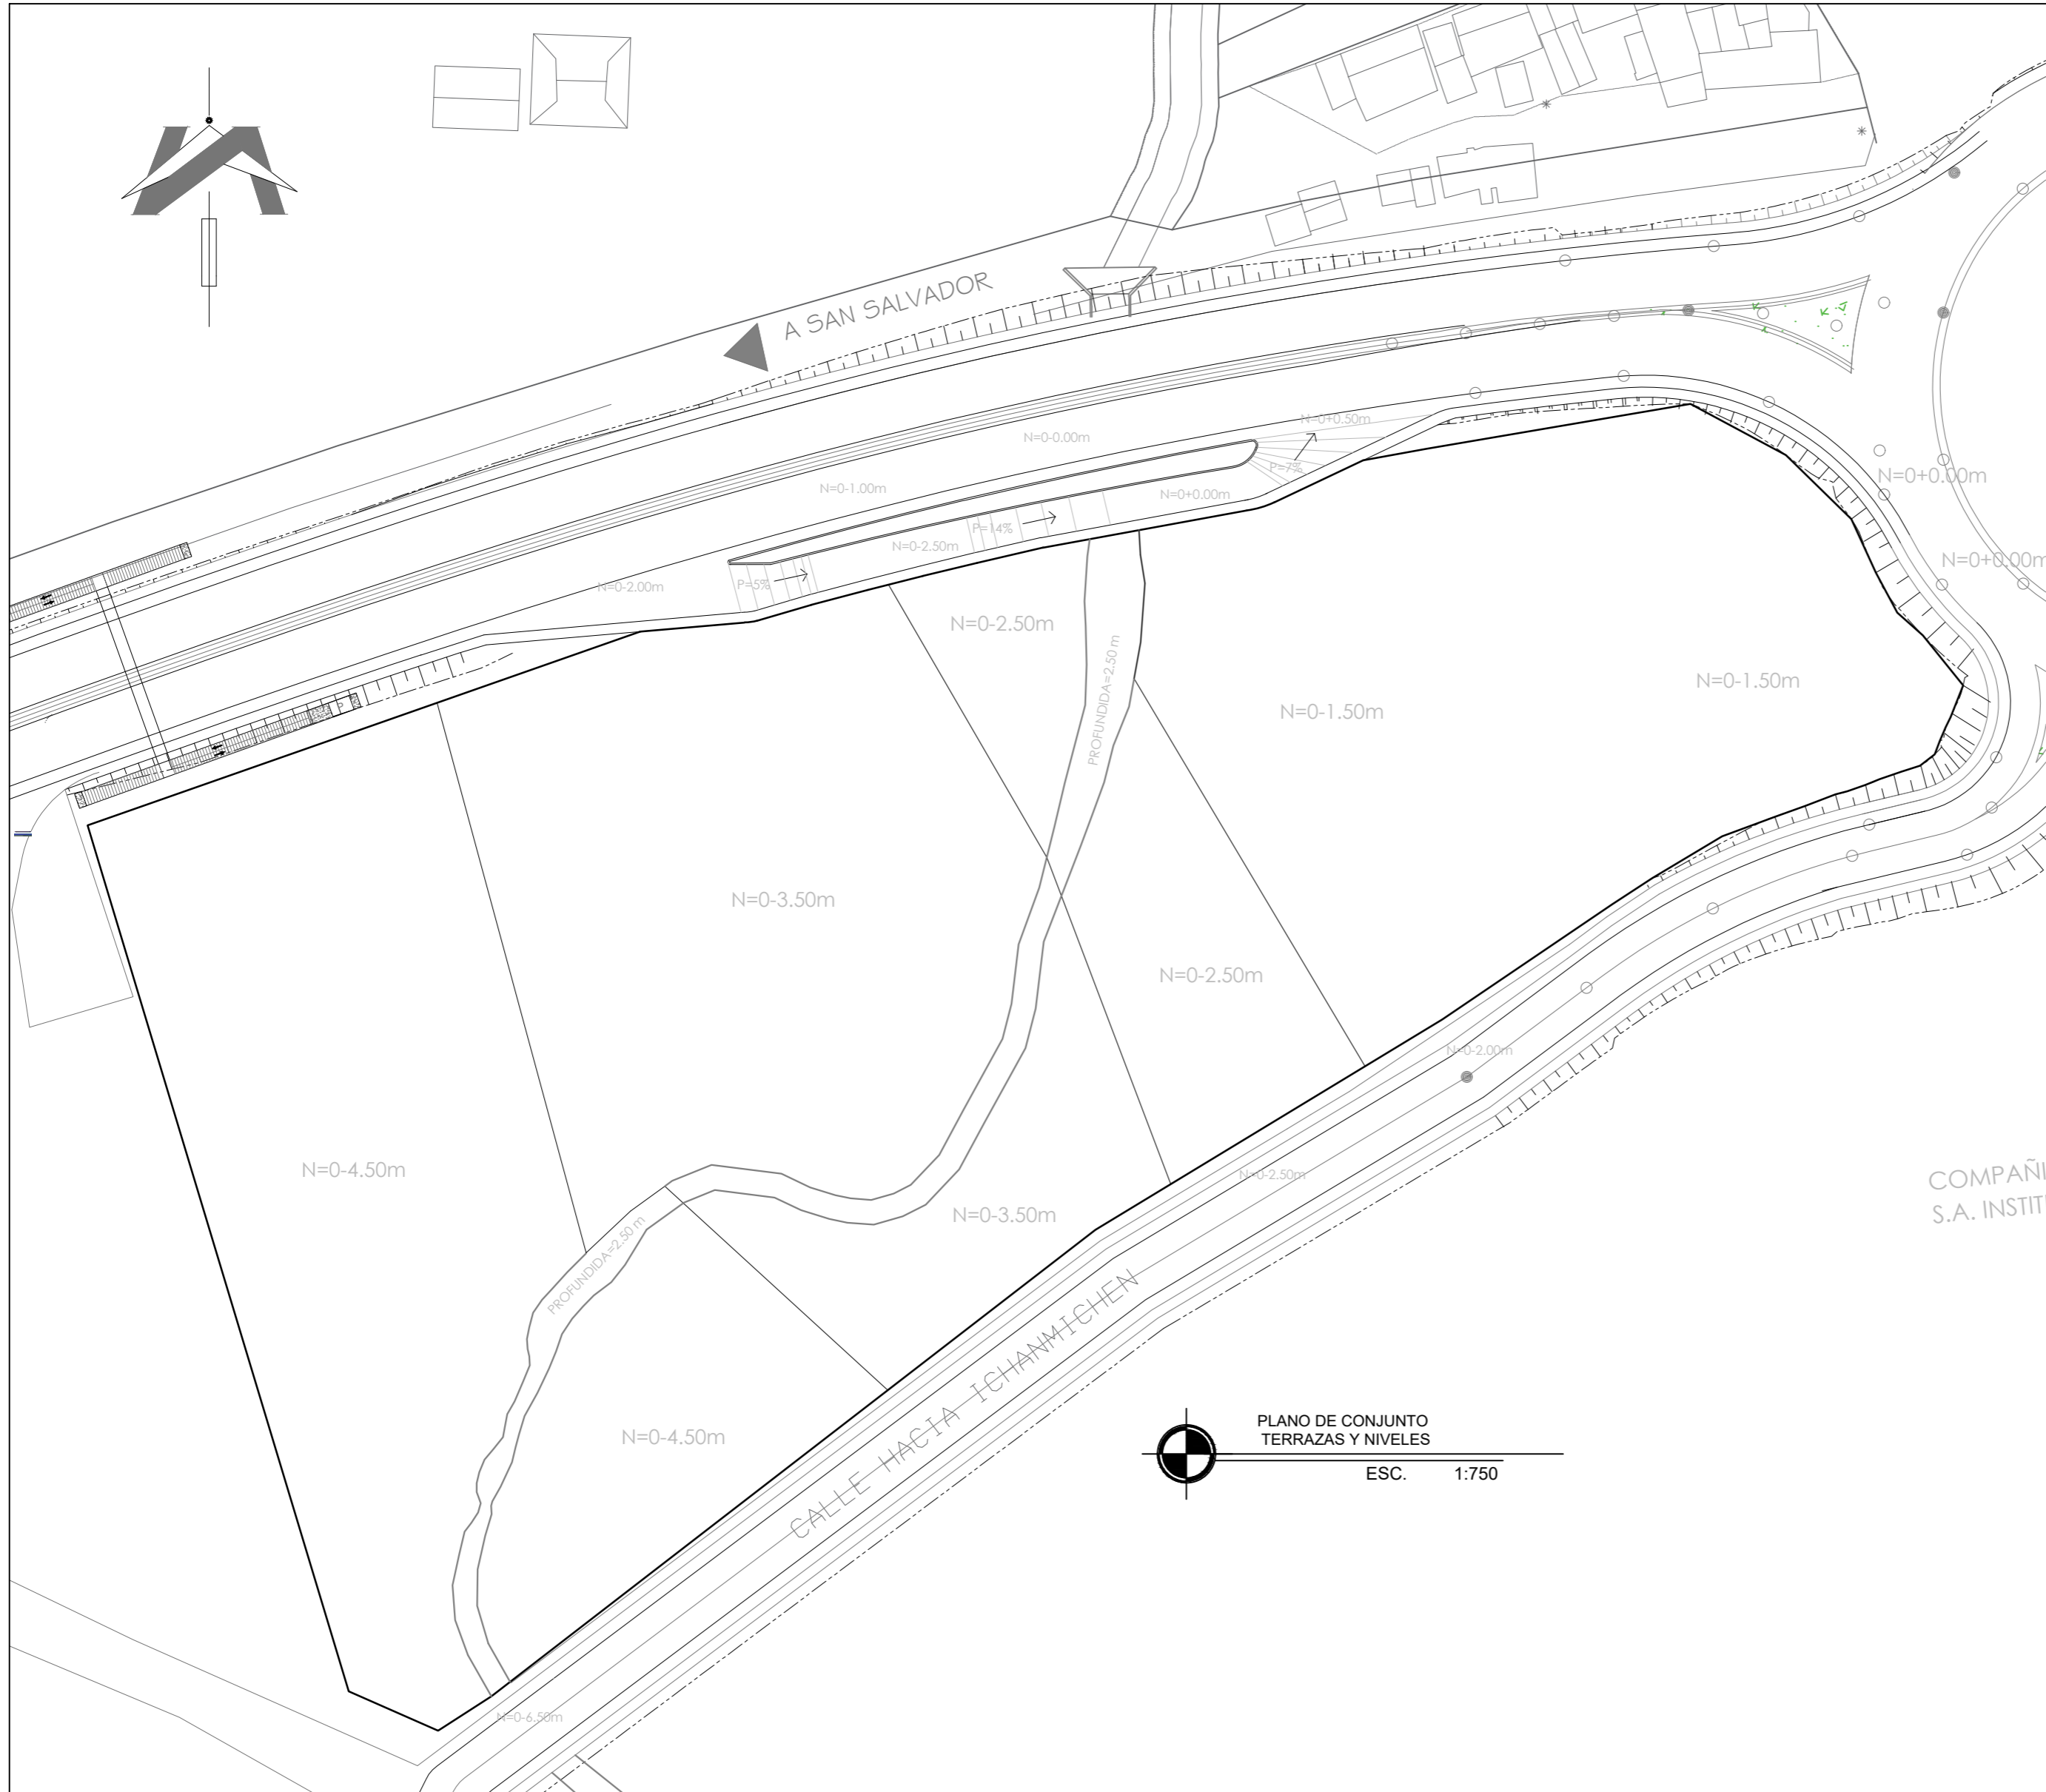 A SAN SALVADOR
N=0-0.00m
N=0+0.50m
P=7%
N=0-1.00m
N=0+0.00m
N=0+0.00m
P=14%
N=0-2.50m
N=0+0.00m
P=5%
N=0-2.00m
N=0-2.50m
PROFUNDIDA=2.50 m
N=0-1.50m
N=0-1.50m
N=0-3.50m
N=0-2.50m
N=0-2.00m
N=0-4.50m
N=0-2.50m
COMPAÑI
S.A. INSTIT
N=0-3.50m
PROFUNDIDA=2.50 m
CALLE HACIA ICHANMICHEN
N=0-4.50m
PLANO DE CONJUNTO
TERRAZAS Y NIVELES
ESC. 1:750
N=0-6.50m